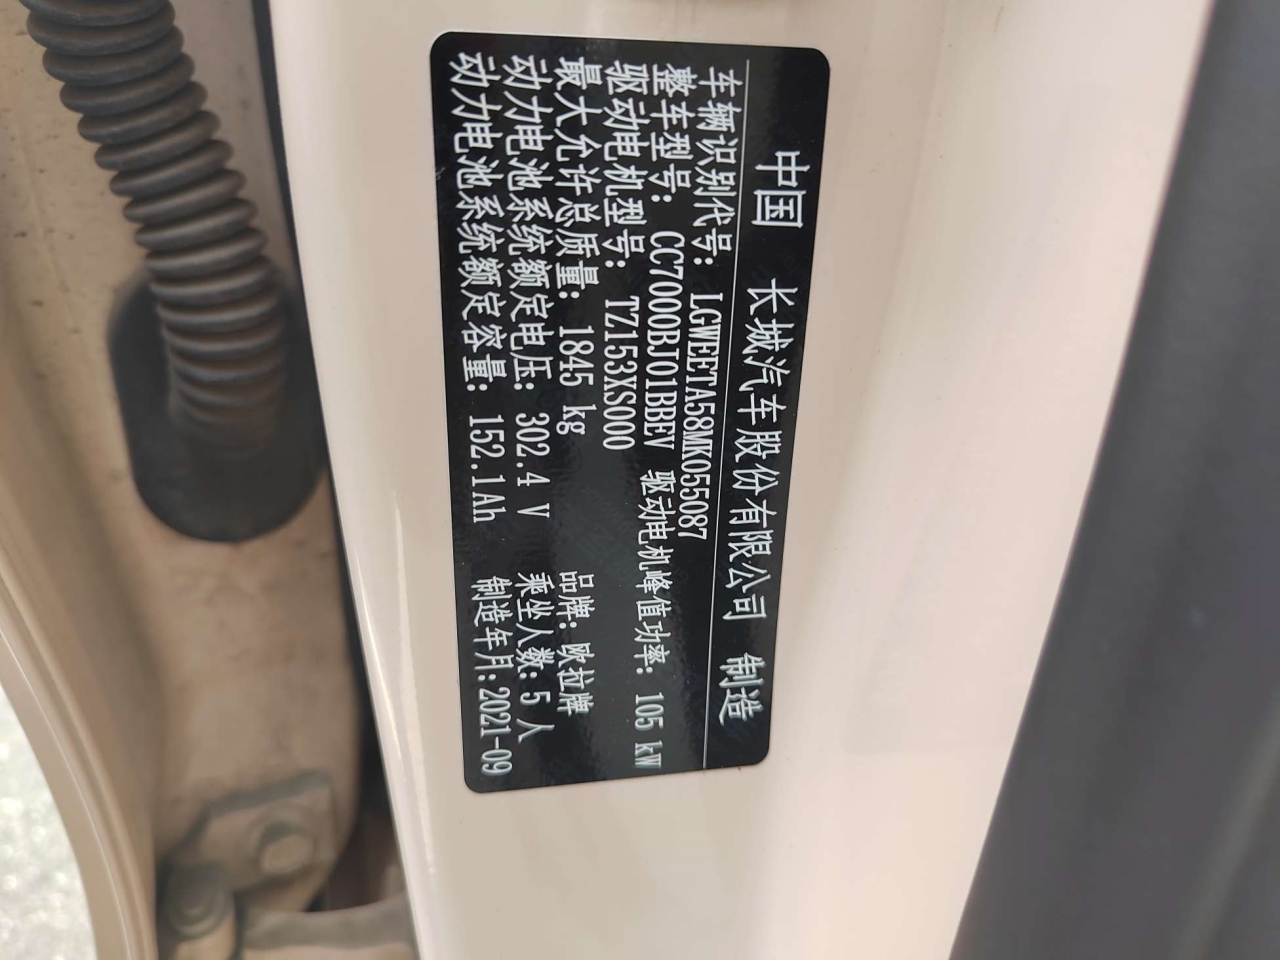 中国 长城汽车股份有限公司 制造
车辆识别代号: LGWEETA58MK055087
整车型号: CC7000BJ01BBEV 驱动电机峰值功率: 105 kW
驱动电机型号: TZ153XS000
最大允许总质量: 1845 kg 品牌: 欧拉牌
动力电池系统额定电压: 302.4 V 乘坐人数: 5 人
动力电池系统额定容量: 152.1Ah 制造年月: 2021-09